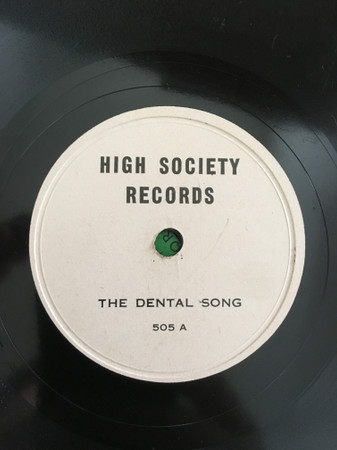 HIGH SOCIETY
RECORDS
THE DENTAL SONG
505 A